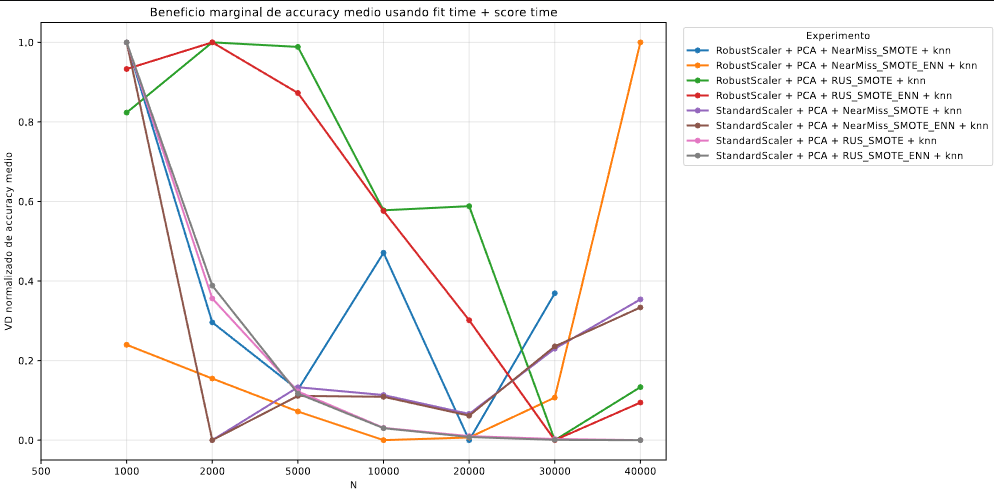 Beneficio marginal de accuracy medio usando fit time + score time
VD normalizado de accuracy medio
1.0
0.8
0.6
0.4
0.2
0.0
500
1000
2000
5000
10000
20000
30000
40000
N
Experimento
RobustScaler + PCA + NearMiss_SMOTE + knn
RobustScaler + PCA + NearMiss_SMOTE_ENN + knn
RobustScaler + PCA + RUS_SMOTE + knn
RobustScaler + PCA + RUS_SMOTE_ENN + knn
StandardScaler + PCA + NearMiss_SMOTE + knn
StandardScaler + PCA + NearMiss_SMOTE_ENN + knn
StandardScaler + PCA + RUS_SMOTE + knn
StandardScaler + PCA + RUS_SMOTE_ENN + knn